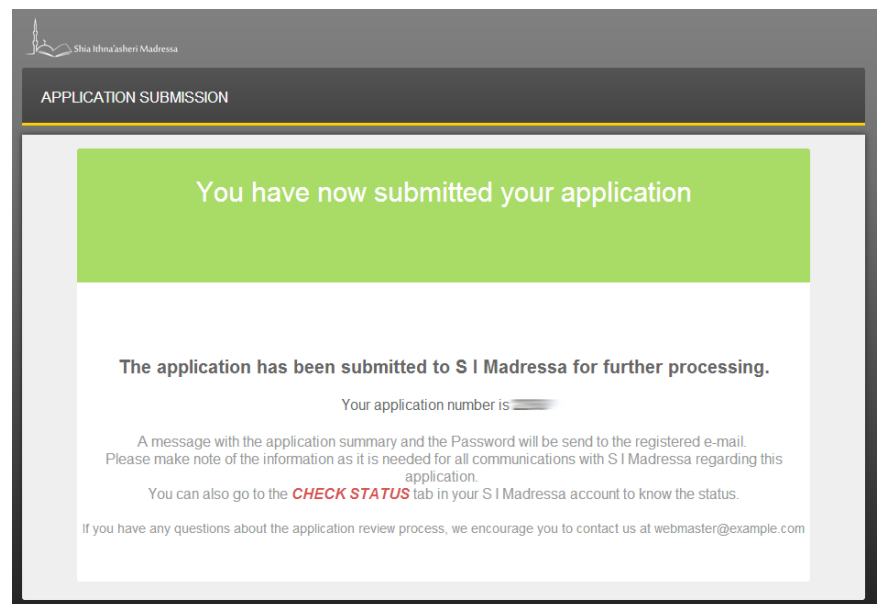 Shia Ithna'asheri Madressa
APPLICATION SUBMISSION
You have now submitted your application
The application has been submitted to S I Madressa for further processing.
Your application number is
A message with the application summary and the Password will be send to the registered e-mail.
Please make note of the information as it is needed for all communications with S I Madressa regarding this
application.
You can also go to the CHECK STATUS tab in your S I Madressa account to know the status.
If you have any questions about the application review process, we encourage you to contact us at webmaster@example.com